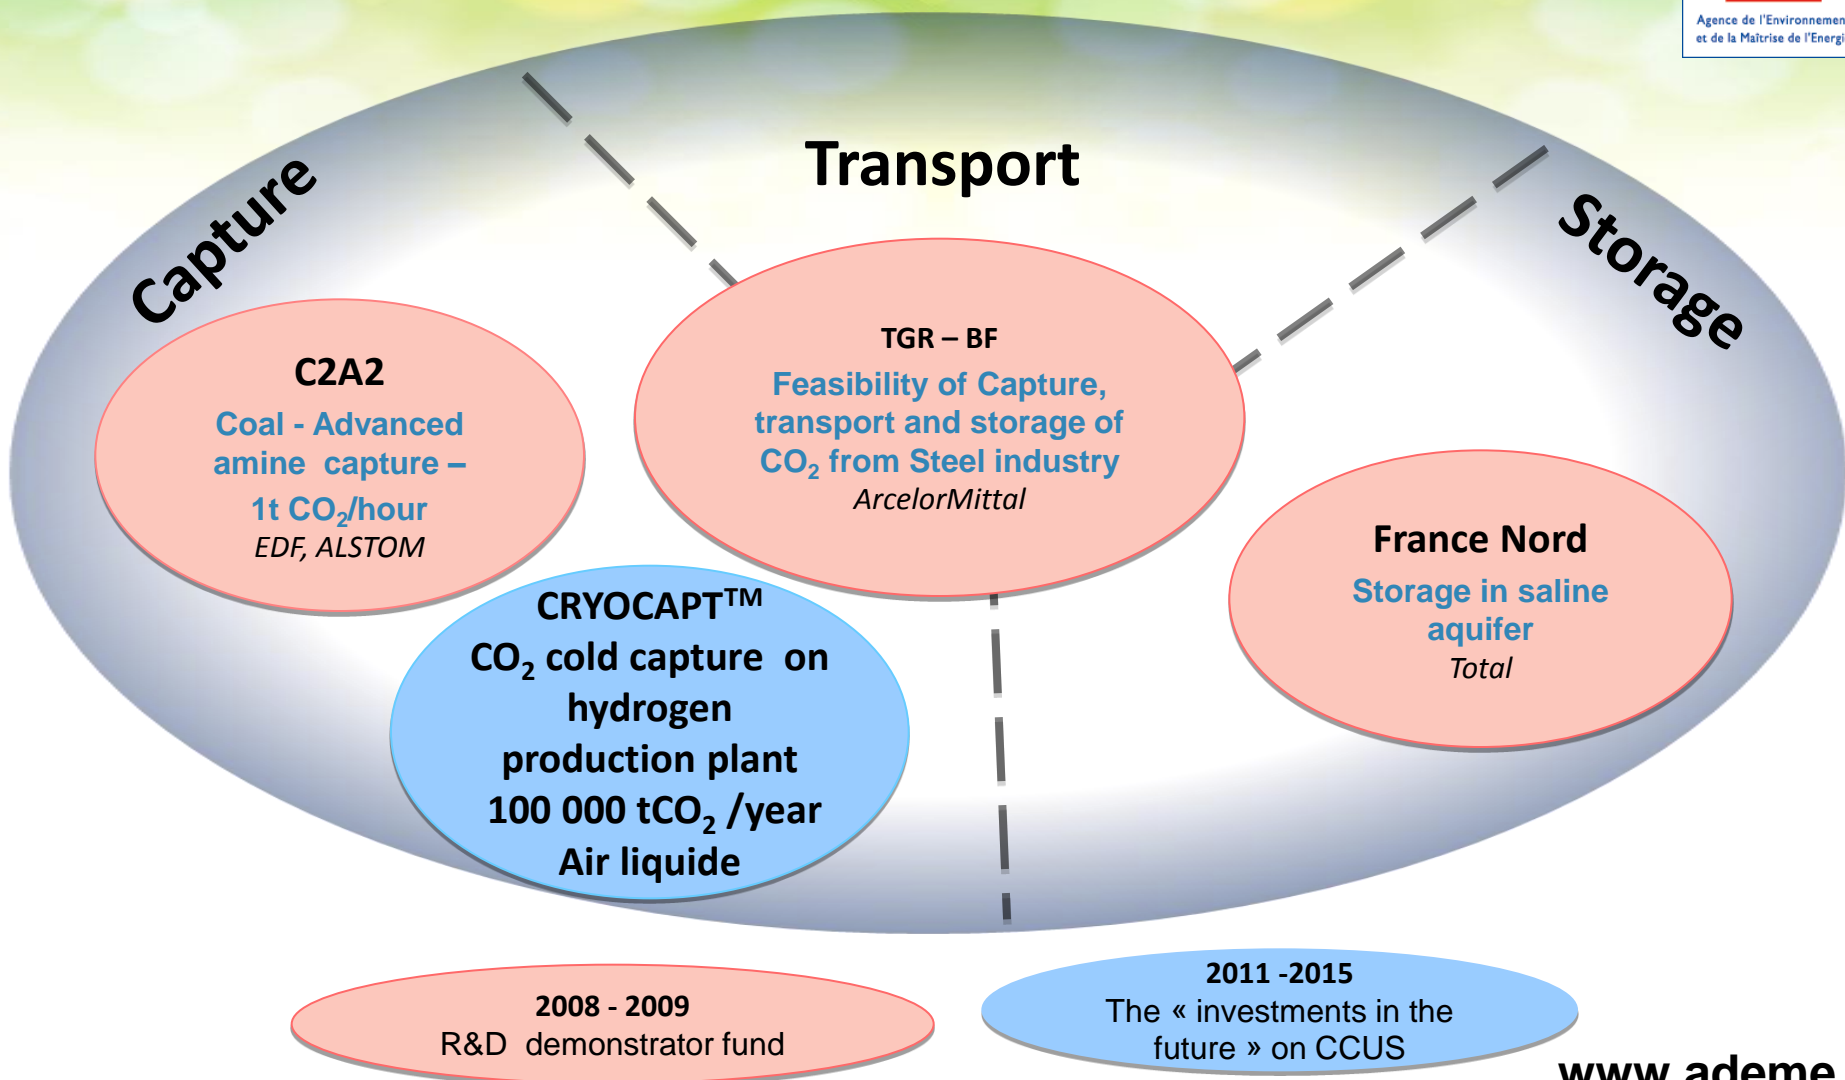 Agence de l'Environnemen
et de la Maîtrise de l'Energi
Capture
Transport
Storage
C2A2
Coal - Advanced
amine capture –
1t CO₂/hour
EDF, ALSTOM
TGR – BF
Feasibility of Capture,
transport and storage of
CO₂ from Steel industry
ArcelorMittal
France Nord
Storage in saline
aquifer
Total
CRYOCAPT™
CO₂ cold capture on
hydrogen
production plant
100 000 tCO₂ /year
Air liquide
2008 - 2009
R&D demonstrator fund
2011 -2015
The « investments in the
future » on CCUS
www.ademe